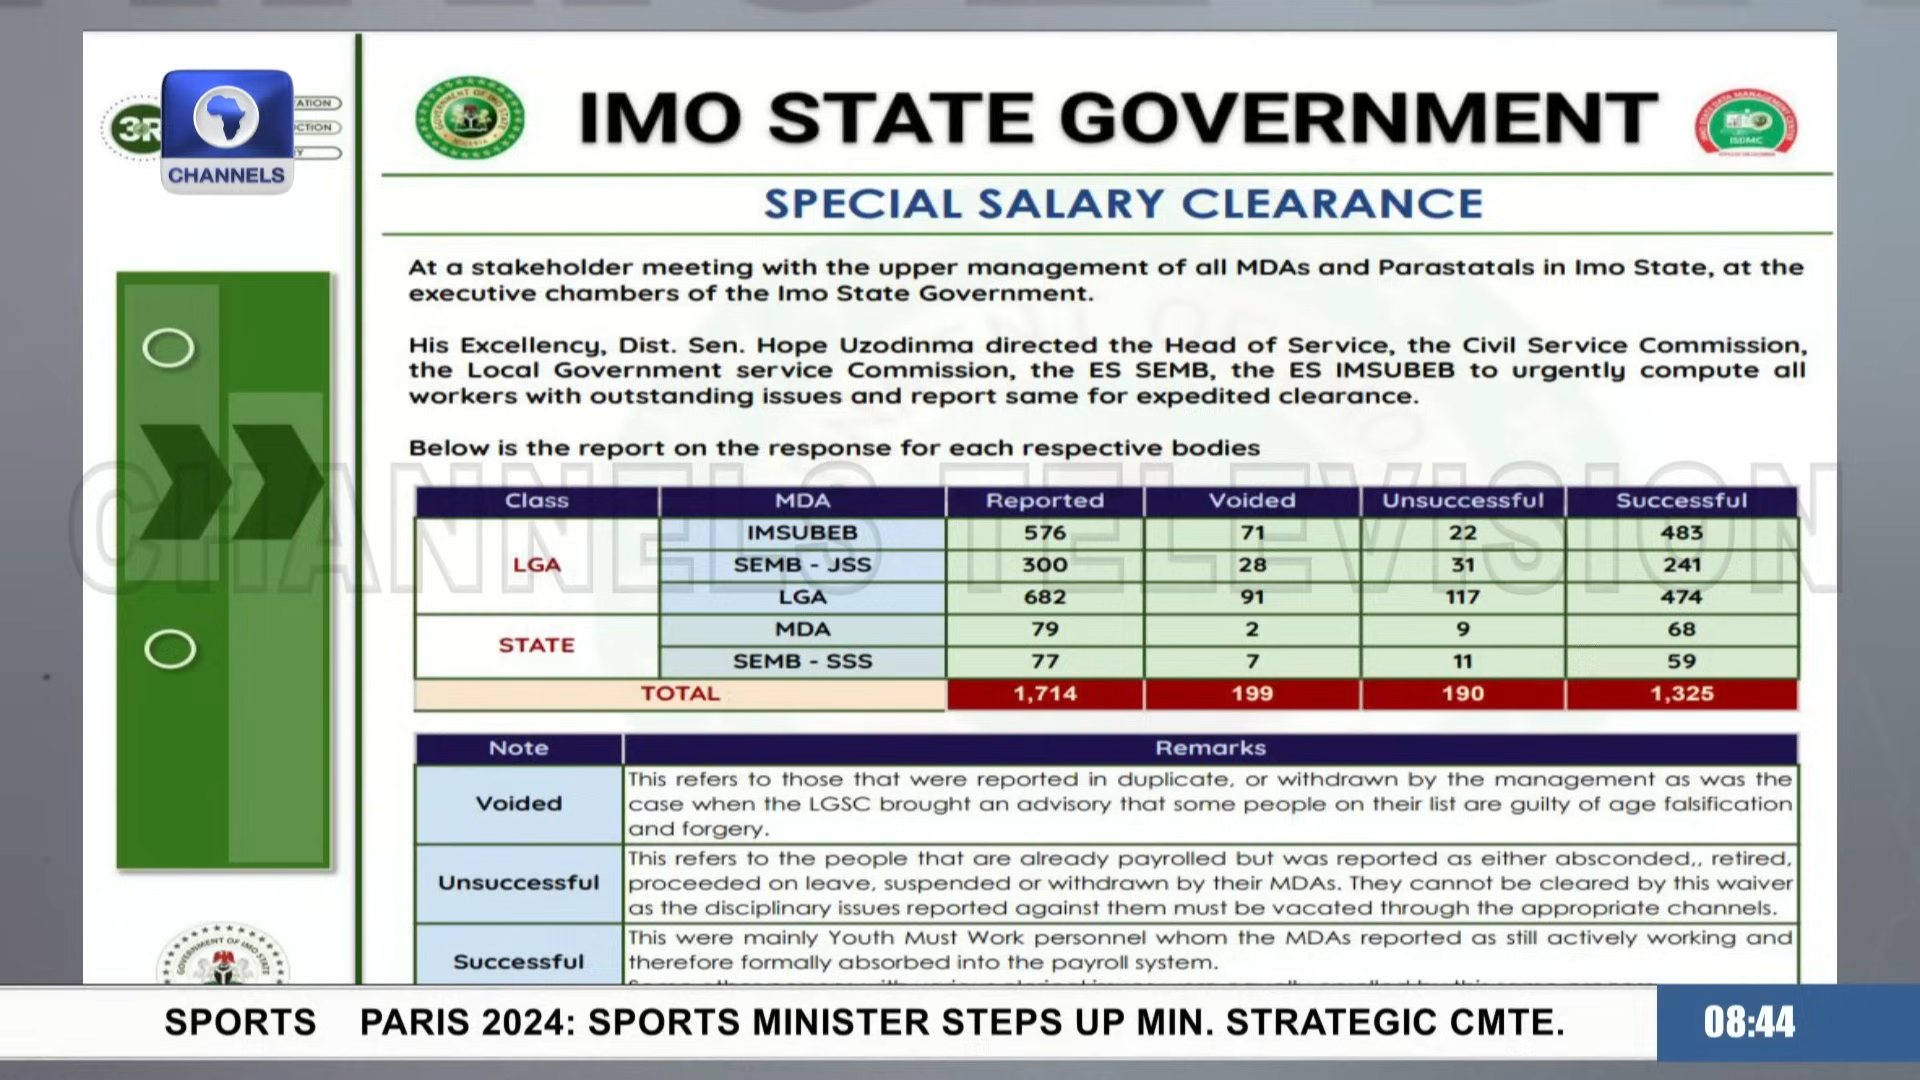 3R
ATION
CTION
Y
CHANNELS
IMO STATE GOVERNMENT
ISDMC
SPECIAL SALARY CLEARANCE
At a stakeholder meeting with the upper management of all MDAs and Parastatals in Imo State, at the
executive chambers of the Imo State Government.
His Excellency, Dist. Sen. Hope Uzodinma directed the Head of Service, the Civil Service Commission,
the Local Government service Commission, the ES SEMB, the ES IMSUBEB to urgently compute all
workers with outstanding issues and report same for expedited clearance.
Below is the report on the response for each respective bodies
CHANNELS TELEVISION
Class MDA Reported Voided Unsuccessful Successful
LGA
IMSUBEB 576 71 22 483
SEMB - JSS 300 28 31 241
LGA 682 91 117 474
STATE
MDA 79 2 9 68
SEMB - SSS 77 7 11 59
TOTAL 1,714 199 190 1,325
Note Remarks
Voided
This refers to those that were reported in duplicate, or withdrawn by the management as was the
case when the LGSC brought an advisory that some people on their list are guilty of age falsification
and forgery.
Unsuccessful
This refers to the people that are already payrolled but was reported as either absconded,, retired,
proceeded on leave, suspended or withdrawn by their MDAs. They cannot be cleared by this waiver
as the disciplinary issues reported against them must be vacated through the appropriate channels.
Successful
This were mainly Youth Must Work personnel whom the MDAs reported as still actively working and
therefore formally absorbed into the payroll system.
GOVERNMENT OF IMO STATE
SPORTS PARIS 2024: SPORTS MINISTER STEPS UP MIN. STRATEGIC CMTE.
08:44